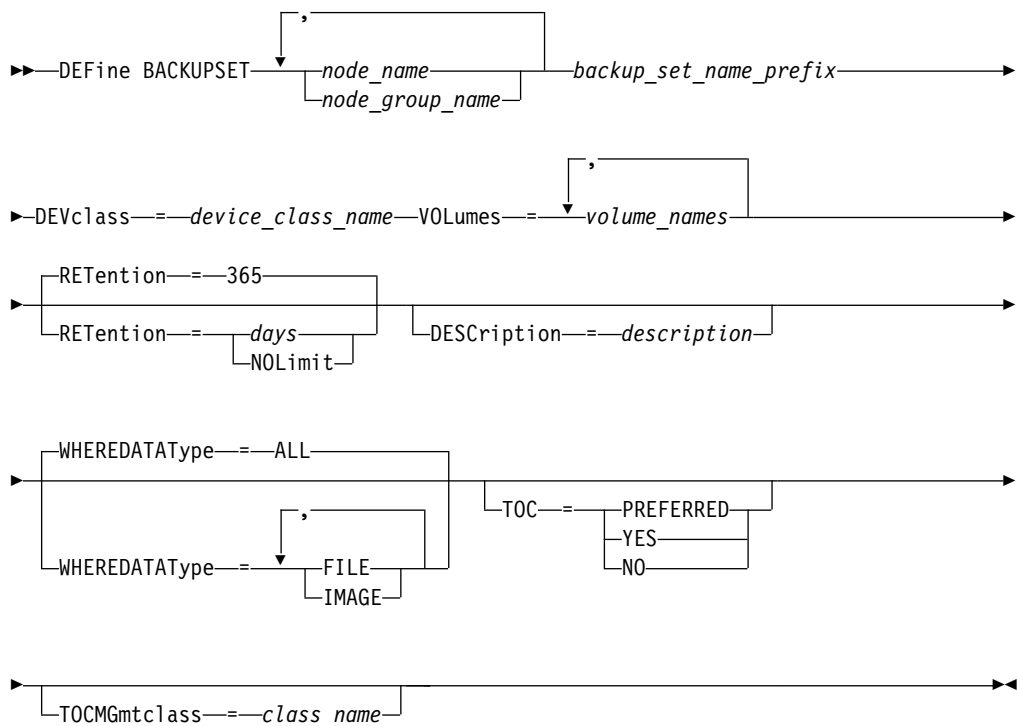 ,
DEFine BACKUPSET node_name backup_set_name_prefix
node_group_name
,
DEVclass = device_class_name VOLumes = volume_names
RETention = 365
RETention = days
NOLimit
DESCription = description
WHEREDATAType = ALL
,
WHEREDATAType = FILE
IMAGE
TOC = PREFERRED
YES
NO
TOCMGmtclass = class_name